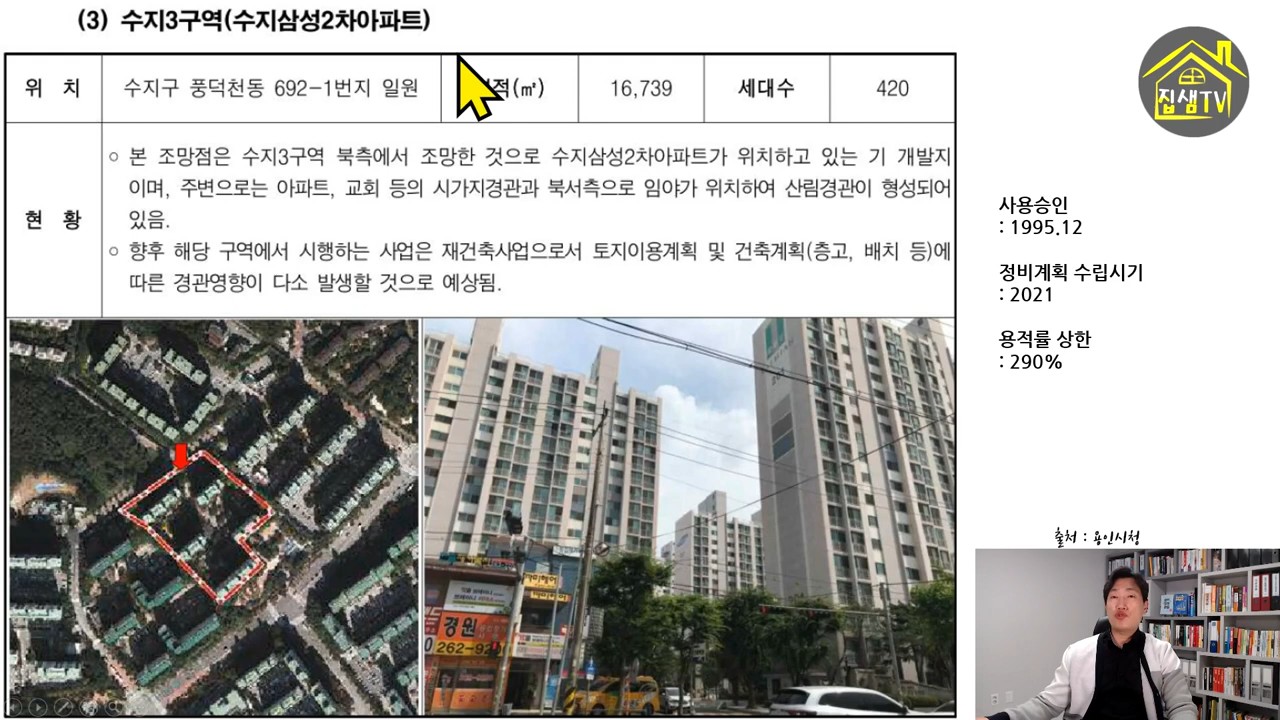 (3) 수지3구역(수지삼성2차아파트)
집샘TV
위 치 수지구 풍덕천동 692-1번지 일원 적(㎡) 16,739 세대수 420
현 황
○ 본 조망점은 수지3구역 북측에서 조망한 것으로 수지삼성2차아파트가 위치하고 있는 기 개발지
이며, 주변으로는 아파트, 교회 등의 시가지경관과 북서측으로 임야가 위치하여 산림경관이 형성되어
있음.
○ 향후 해당 구역에서 시행하는 사업은 재건축사업으로서 토지이용계획 및 건축계획(층고, 배치 등)에
따른 경관영향이 다소 발생할 것으로 예상됨.
사용승인
: 1995.12
정비계획 수립시기
: 2021
용적률 상한
: 290%
출처 : 용인시청
경원
262-92